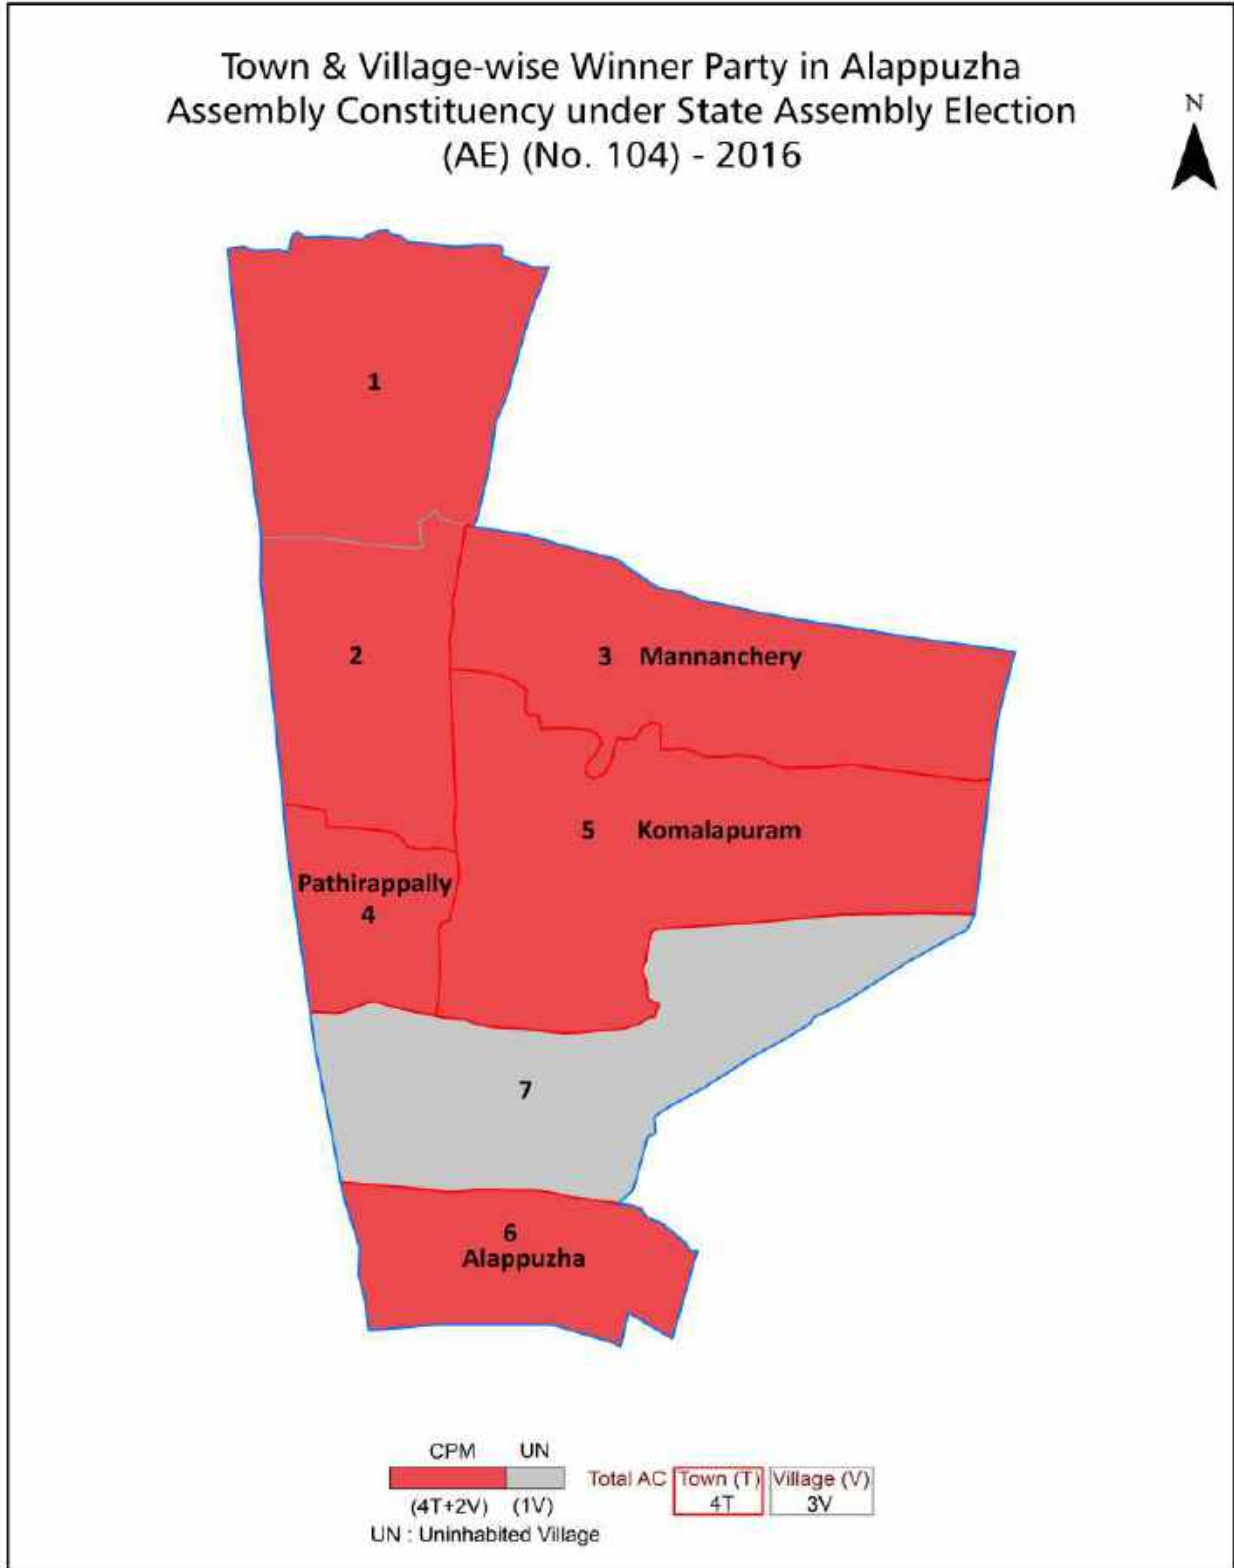 Town & Village-wise Winner Party in Alappuzha
Assembly Constituency under State Assembly Election
(AE) (No. 104) - 2016
N
1
2
3 Mannanchery
5 Komalapuram
Pathirappally
4
7
6
Alappuzha
CPM UN
Total AC Town (T) Village (V)
(4T+2V) (1V) 4T 3V
UN : Uninhabited Village